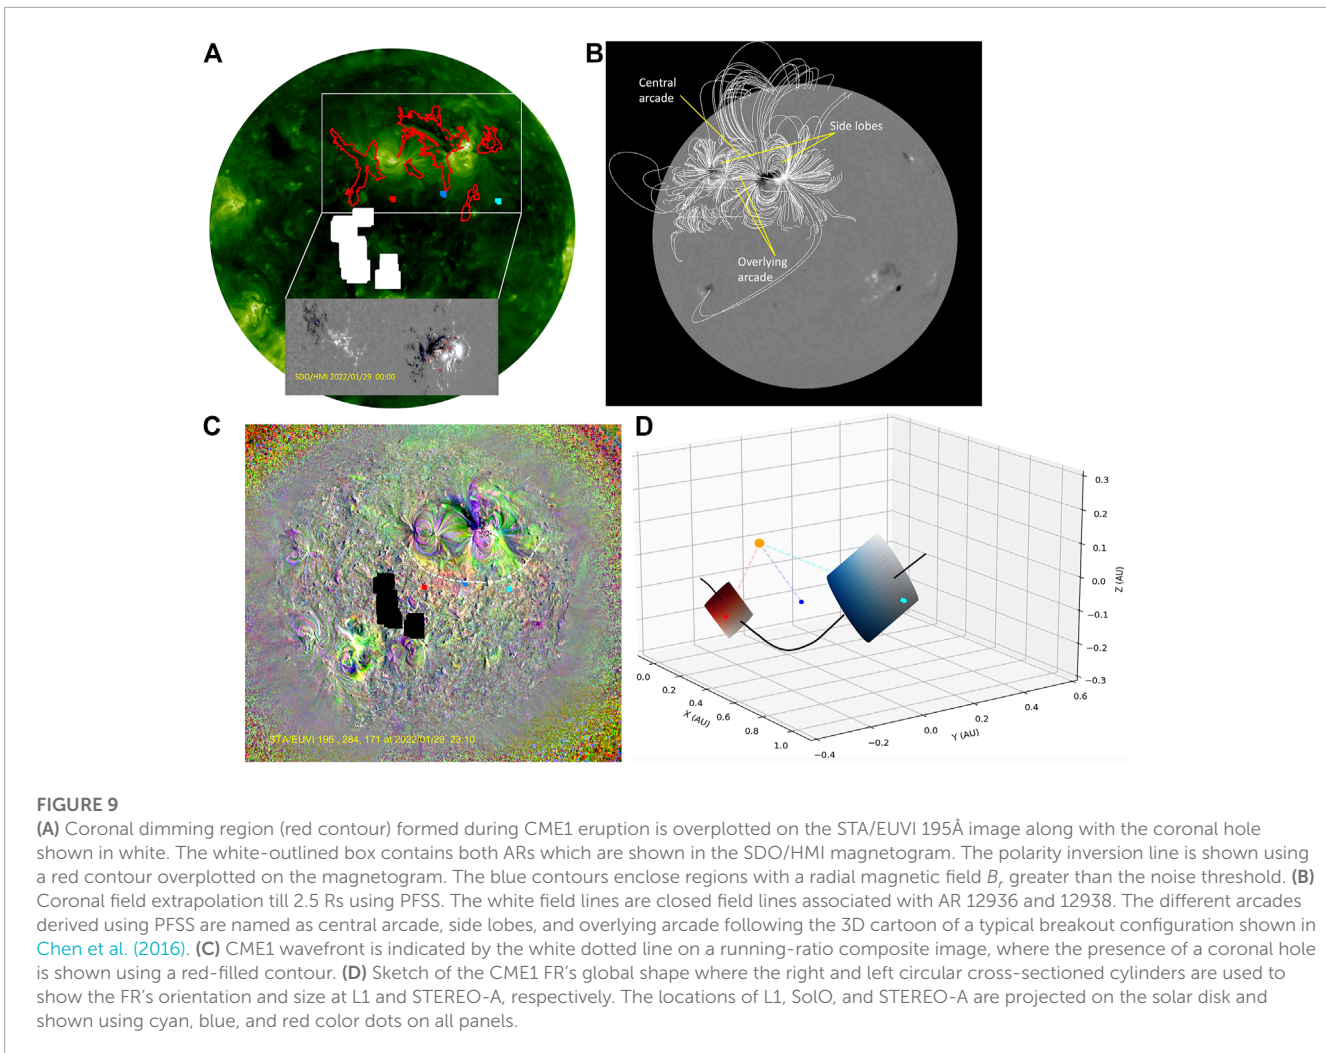 A
SDO/HMI 2022/01/29 00:00
B
Central
arcade
Side lobes
Overlying
arcade
C
STA/EUVI 195 , 284, 171 at 2022/01/29 23:10
D
0.3
0.2
0.1
0.0
−0.1
−0.2
−0.3
Z (AU)
0.0
0.2
0.4
0.6
0.8
1.0
X (AU)
−0.4
−0.2
0.0
0.2
0.4
0.6
Y (AU)
FIGURE 9
(A) Coronal dimming region (red contour) formed during CME1 eruption is overplotted on the STA/EUVI 195Å image along with the coronal hole
shown in white. The white-outlined box contains both ARs which are shown in the SDO/HMI magnetogram. The polarity inversion line is shown using
a red contour overplotted on the magnetogram. The blue contours enclose regions with a radial magnetic field Br greater than the noise threshold. (B)
Coronal field extrapolation till 2.5 Rs using PFSS. The white field lines are closed field lines associated with AR 12936 and 12938. The different arcades
derived using PFSS are named as central arcade, side lobes, and overlying arcade following the 3D cartoon of a typical breakout configuration shown in
Chen et al. (2016). (C) CME1 wavefront is indicated by the white dotted line on a running-ratio composite image, where the presence of a coronal hole
is shown using a red-filled contour. (D) Sketch of the CME1 FR’s global shape where the right and left circular cross-sectioned cylinders are used to
show the FR’s orientation and size at L1 and STEREO-A, respectively. The locations of L1, SolO, and STEREO-A are projected on the solar disk and
shown using cyan, blue, and red color dots on all panels.